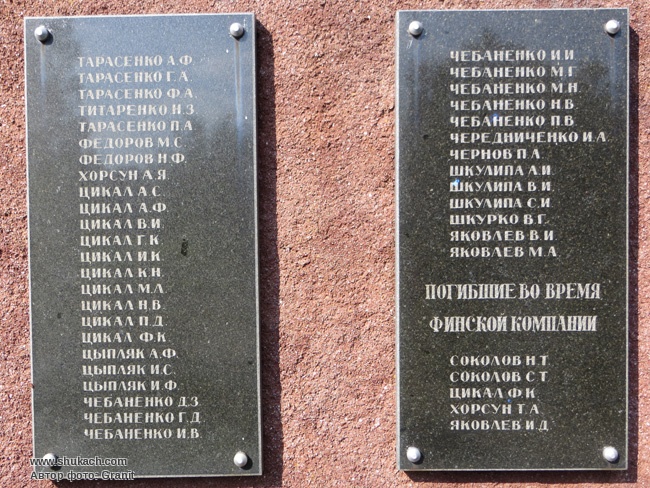 ТАРАСЕНКО А.Ф.
ТАРАСЕНКО Г.А.
ТАРАСЕНКО Ф.А.
ТИТАРЕНКО Н.З.
ТАРАСЕНКО П.А.
ФЕДОРОВ М.С.
ФЕДОРОВ Н.Ф.
ХОРСУН А.Я.
ЦИКАЛ А.С.
ЦИКАЛ А.Ф.
ЦИКАЛ В.И.
ЦИКАЛ Г.К.
ЦИКАЛ И.К.
ЦИКАЛ К.Н.
ЦИКАЛ М.Л.
ЦИКАЛ Н.В.
ЦИКАЛ П.Д.
ЦИКАЛ Ф.К.
ЦЫПЛЯК А.Ф.
ЦЫПЛЯК И.С.
ЦЫПЛЯК И.Ф.
ЧЕБАНЕНКО Д.З.
ЧЕБАНЕНКО Г.Д.
ЧЕБАНЕНКО И.В.
ЧЕБАНЕНКО И.И.
ЧЕБАНЕНКО М.Г.
ЧЕБАНЕНКО М.Н.
ЧЕБАНЕНКО Н.В.
ЧЕБАНЕНКО П.В.
ЧЕРЕДНИЧЕНКО И.А.
ЧЕРНОВ П.А.
ШКУЛИПА А.И.
ШКУЛИПА В.И.
ШКУЛИПА С.И.
ШКУРКО В.Г.
ЯКОВЛЕВ В.И.
ЯКОВЛЕВ М.А.
ПОГИБШИЕ ВО ВРЕМЯ
ФИНСКОЙ КОМПАНИИ
СОКОЛОВ Н.Т.
СОКОЛОВ С.Т.
ЦИКАЛ Ф.К.
ХОРСУН Т.А.
ЯКОВЛЕВ И.Д.
www.shukach.com
Автор фото: Granit